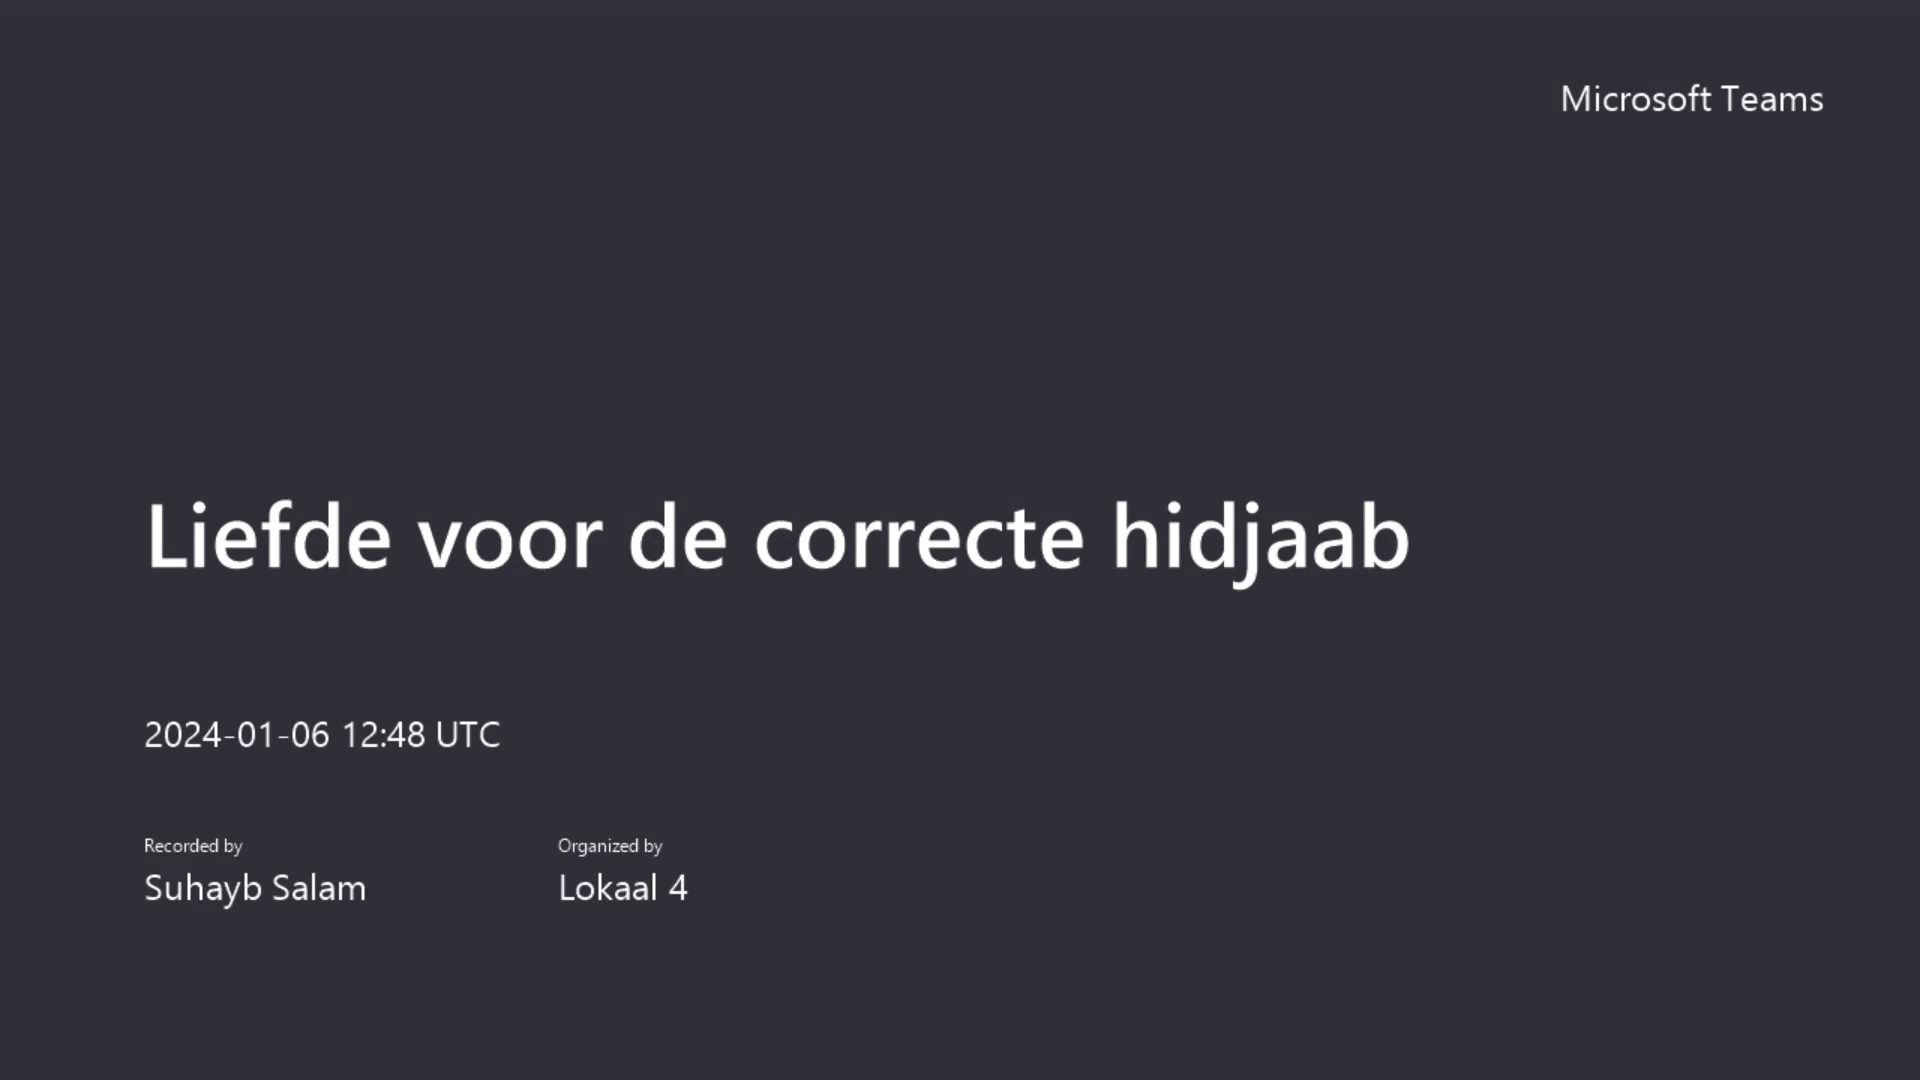 Microsoft Teams
Liefde voor de correcte hidjaab
2024-01-06 12:48 UTC
Recorded by
Suhayb Salam
Organized by
Lokaal 4